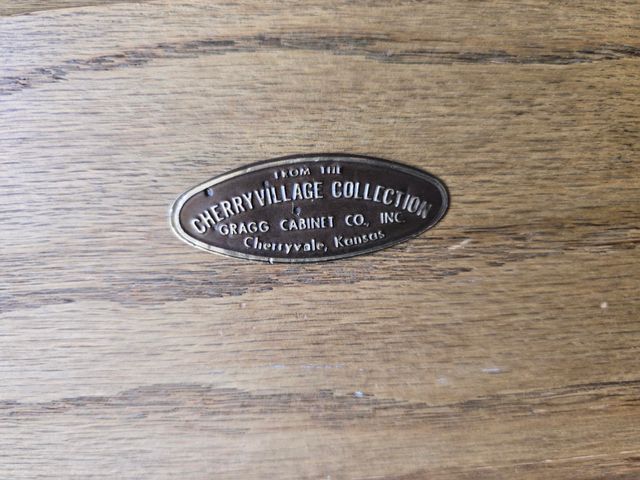 FROM THE
CHERRYVILLAGE COLLECTION
GRAGG CABINET CO., INC.
Cherryvale, Kansas